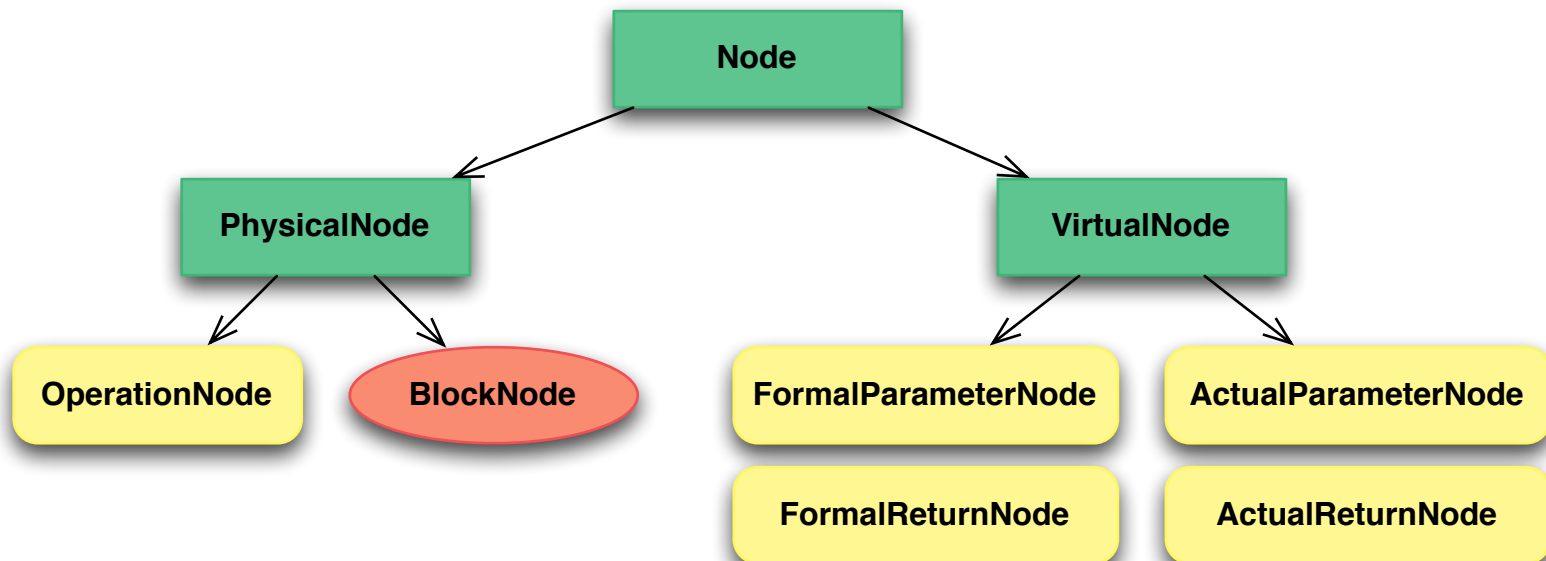 Node
PhysicalNode
VirtualNode
OperationNode
BlockNode
FormalParameterNode
ActualParameterNode
FormalReturnNode
ActualReturnNode